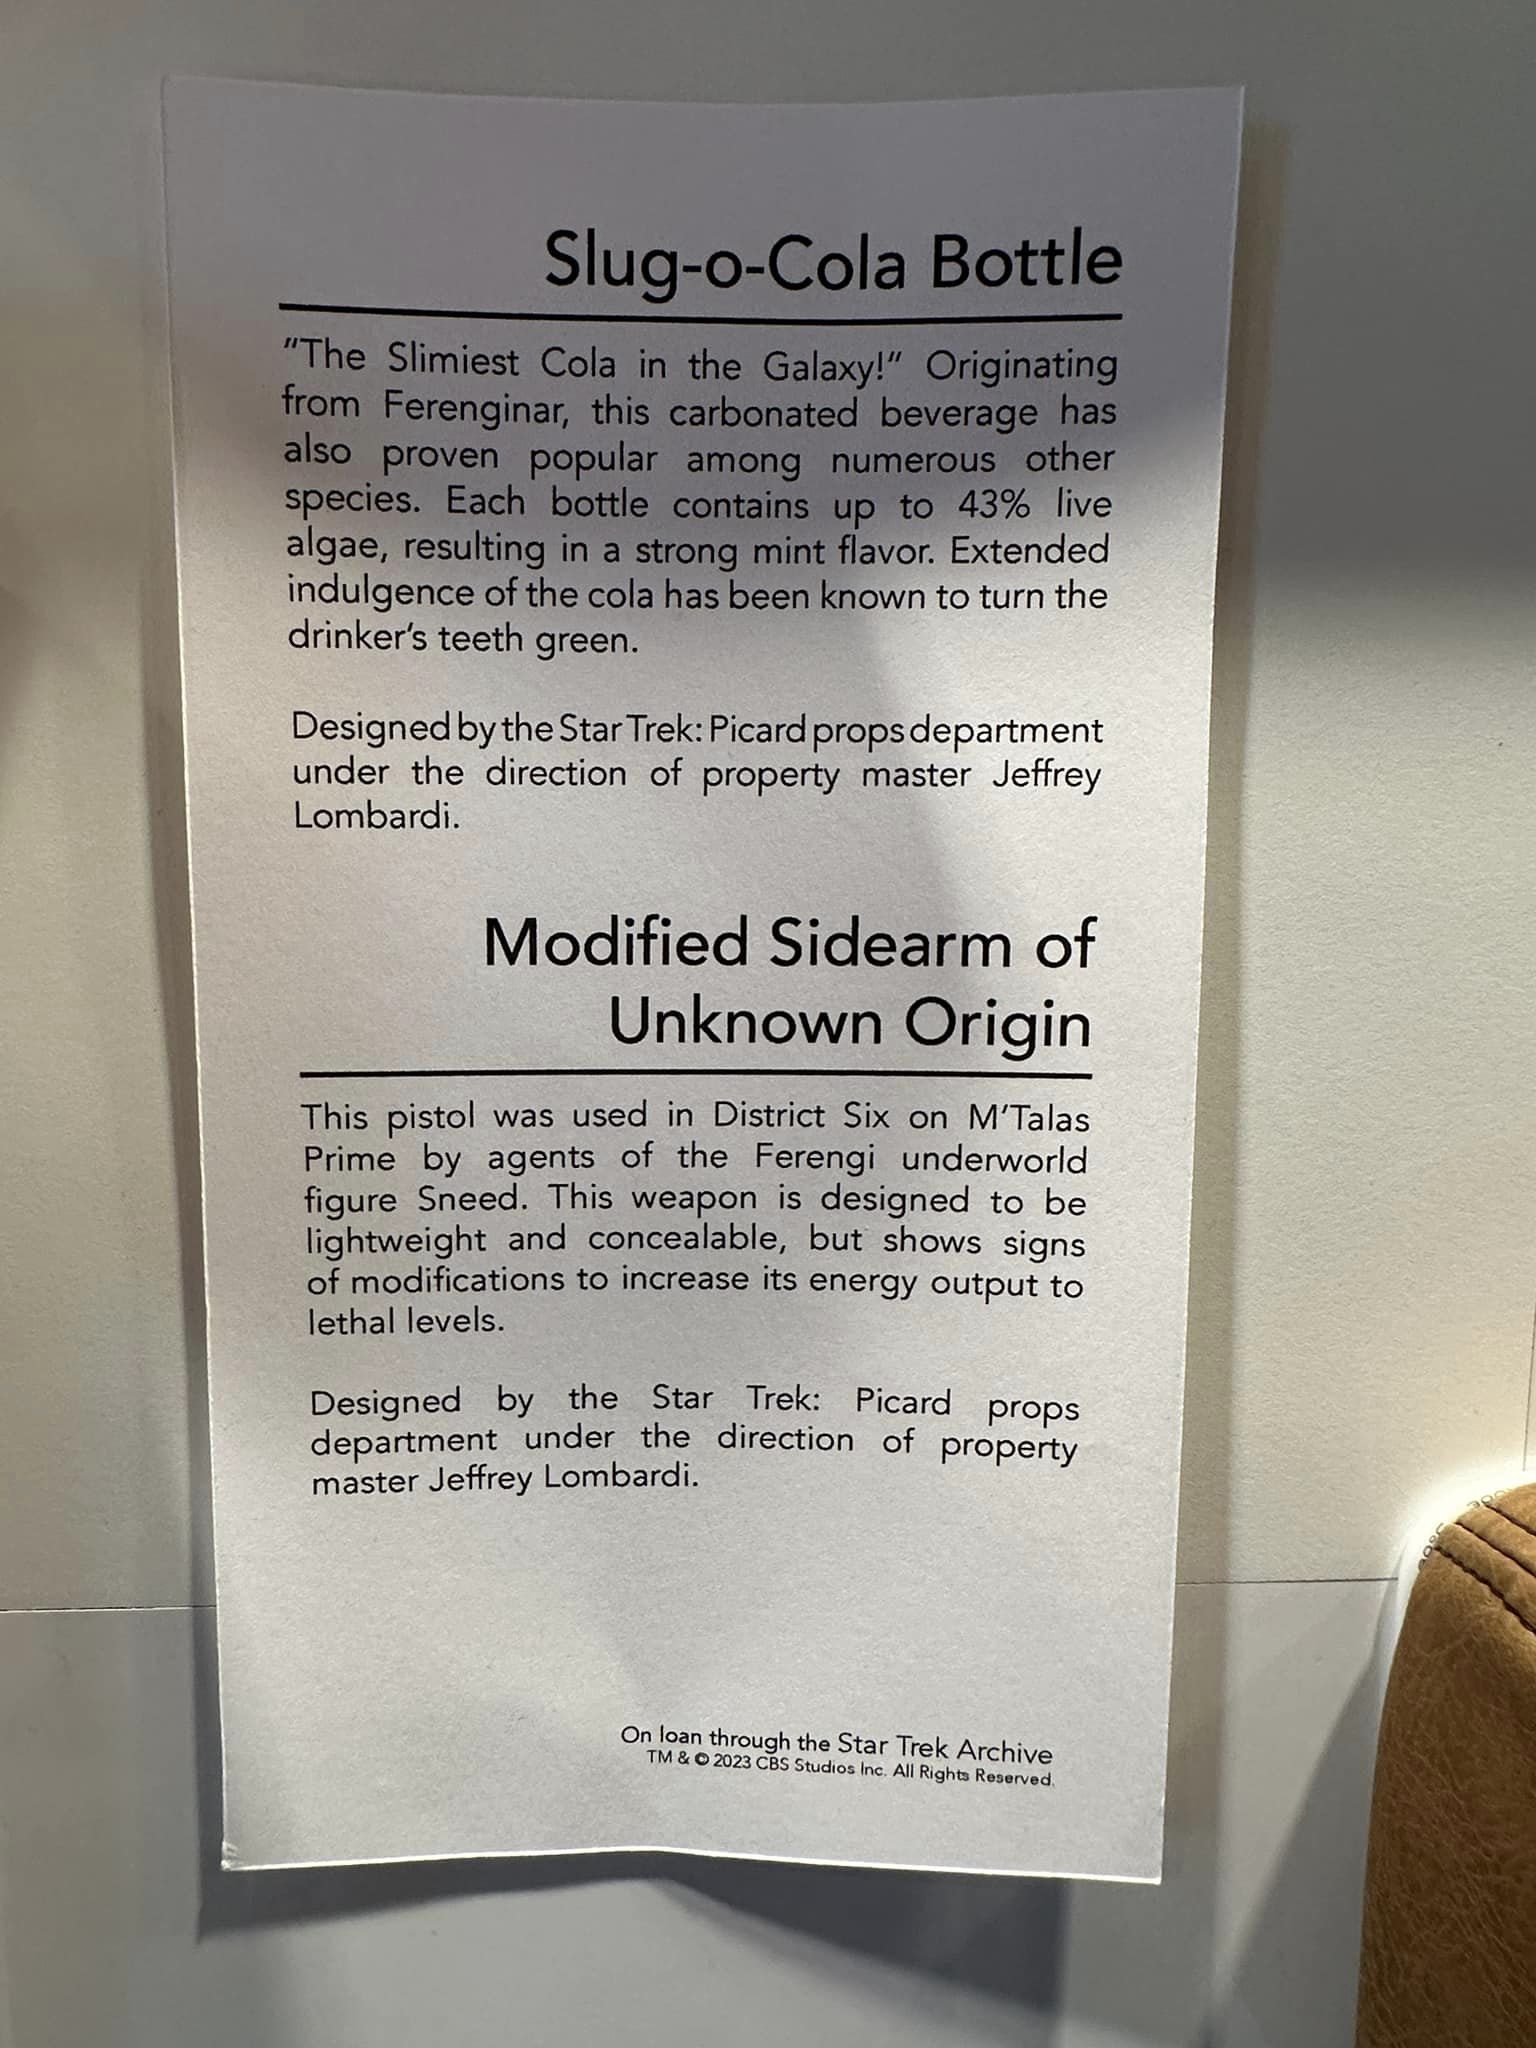 Slug-o-Cola Bottle
"The Slimiest Cola in the Galaxy!" Originating
from Ferenginar, this carbonated beverage has
also proven popular among numerous other
species. Each bottle contains up to 43% live
algae, resulting in a strong mint flavor. Extended
indulgence of the cola has been known to turn the
drinker's teeth green.
Designed by the Star Trek: Picard props department
under the direction of property master Jeffrey
Lombardi.
Modified Sidearm of
Unknown Origin
This pistol was used in District Six on M'Talas
Prime by agents of the Ferengi underworld
figure Sneed. This weapon is designed to be
lightweight and concealable, but shows signs
of modifications to increase its energy output to
lethal levels.
Designed by the Star Trek: Picard props
department under the direction of property
master Jeffrey Lombardi.
On loan through the Star Trek Archive
TM & © 2023 CBS Studios Inc. All Rights Reserved.